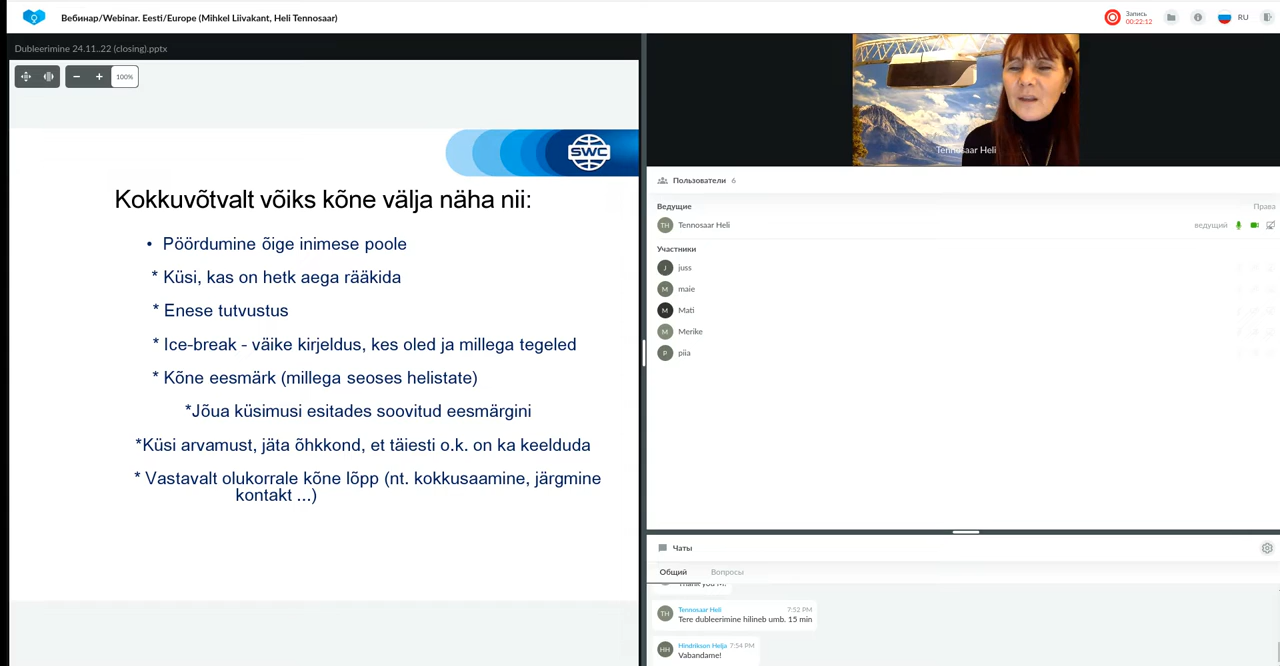 Вебинар/Webinar. Eesti/Europe (Mihkel Liivakant, Heli Tennosaar)
Запись
00:22:12
RU
Dubleerimine 24.11..22 (closing).pptx
100%
SWC
Kokkuvõtvalt võiks kõne välja näha nii:
• Pöördumine õige inimese poole
* Küsi, kas on hetk aega rääkida
* Enese tutvustus
* Ice-break - väike kirjeldus, kes oled ja millega tegeled
* Kõne eesmärk (millega seoses helistate)
*Jõua küsimusi esitades soovitud eesmärgini
*Küsi arvamust, jäta õhkkond, et täiesti o.k. on ka keelduda
* Vastavalt olukorrale kõne lõpp (nt. kokkusaamine, järgmine
kontakt ...)
Tennosaar Heli
Пользователи 6
Ведущие
Права
TH Tennosaar Heli
ведущий
Участники
J juss
M maie
M Mati
M Merike
P piia
Чаты
Общий Вопросы
Thank you M!
TH Tennosaar Heli 7:52 PM
Tere dubleerimine hilineb umb. 15 min
HH Hindrikson Helja 7:54 PM
Vabandame!